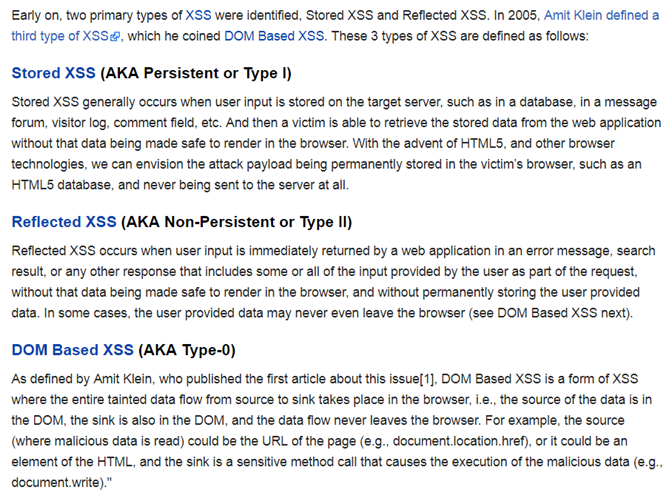 Early on, two primary types of XSS were identified, Stored XSS and Reflected XSS. In 2005, Amit Klein defined a
third type of XSS, which he coined DOM Based XSS. These 3 types of XSS are defined as follows:
Stored XSS (AKA Persistent or Type I)
Stored XSS generally occurs when user input is stored on the target server, such as in a database, in a message
forum, visitor log, comment field, etc. And then a victim is able to retrieve the stored data from the web application
without that data being made safe to render in the browser. With the advent of HTML5, and other browser
technologies, we can envision the attack payload being permanently stored in the victim's browser, such as an
HTML5 database, and never being sent to the server at all.
Reflected XSS (AKA Non-Persistent or Type II)
Reflected XSS occurs when user input is immediately returned by a web application in an error message, search
result, or any other response that includes some or all of the input provided by the user as part of the request,
without that data being made safe to render in the browser, and without permanently storing the user provided
data. In some cases, the user provided data may never even leave the browser (see DOM Based XSS next).
DOM Based XSS (AKA Type-0)
As defined by Amit Klein, who published the first article about this issue[1], DOM Based XSS is a form of XSS
where the entire tainted data flow from source to sink takes place in the browser, i.e., the source of the data is in
the DOM, the sink is also in the DOM, and the data flow never leaves the browser. For example, the source
(where malicious data is read) could be the URL of the page (e.g., document.location.href), or it could be an
element of the HTML, and the sink is a sensitive method call that causes the execution of the malicious data (e.g.,
document.write)."